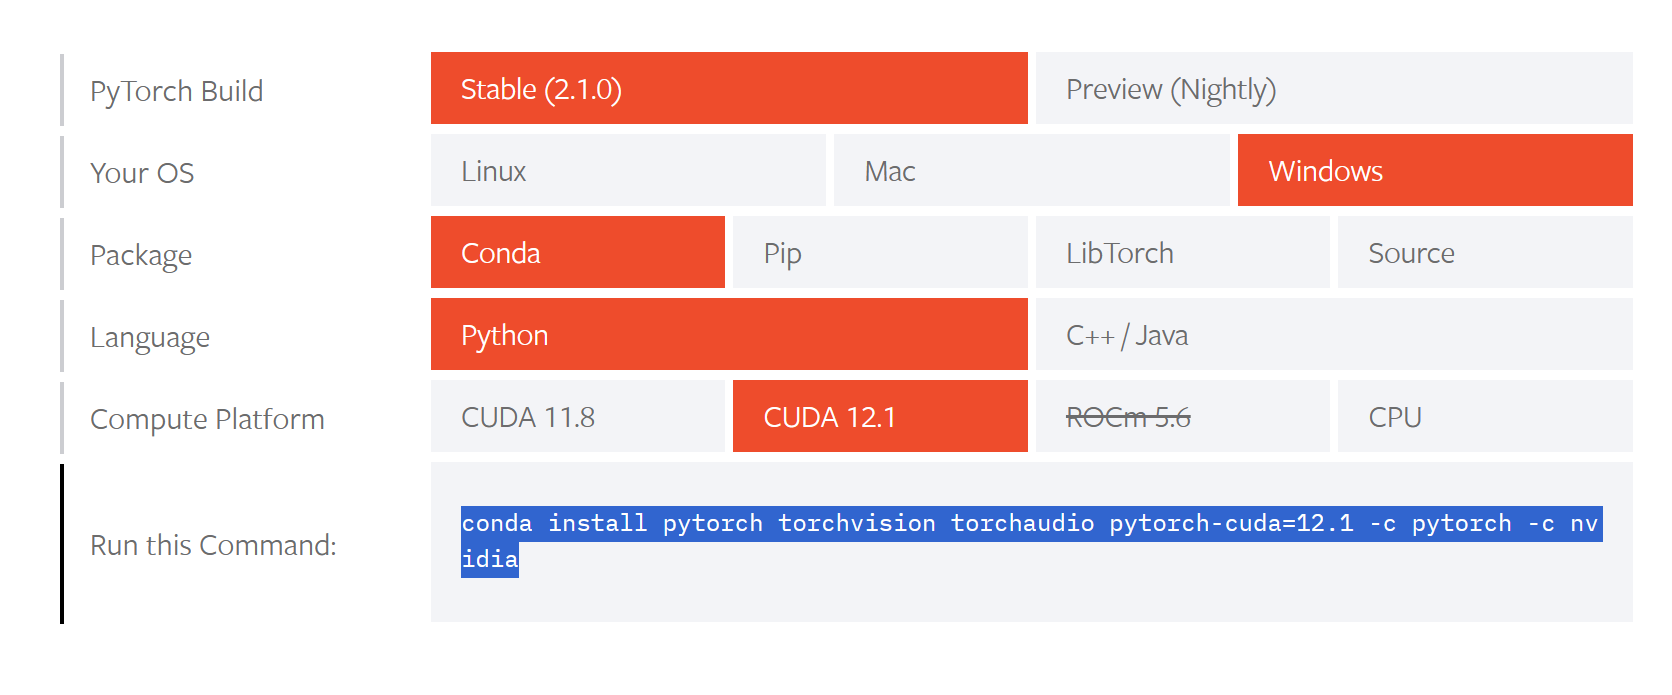 PyTorch Build
Stable (2.1.0)
Preview (Nightly)
Your OS
Linux
Mac
Windows
Package
Conda
Pip
LibTorch
Source
Language
Python
C++ / Java
Compute Platform
CUDA 11.8
CUDA 12.1
ROCm 5.6
CPU
Run this Command:
conda install pytorch torchvision torchaudio pytorch-cuda=12.1 -c pytorch -c nv
idia